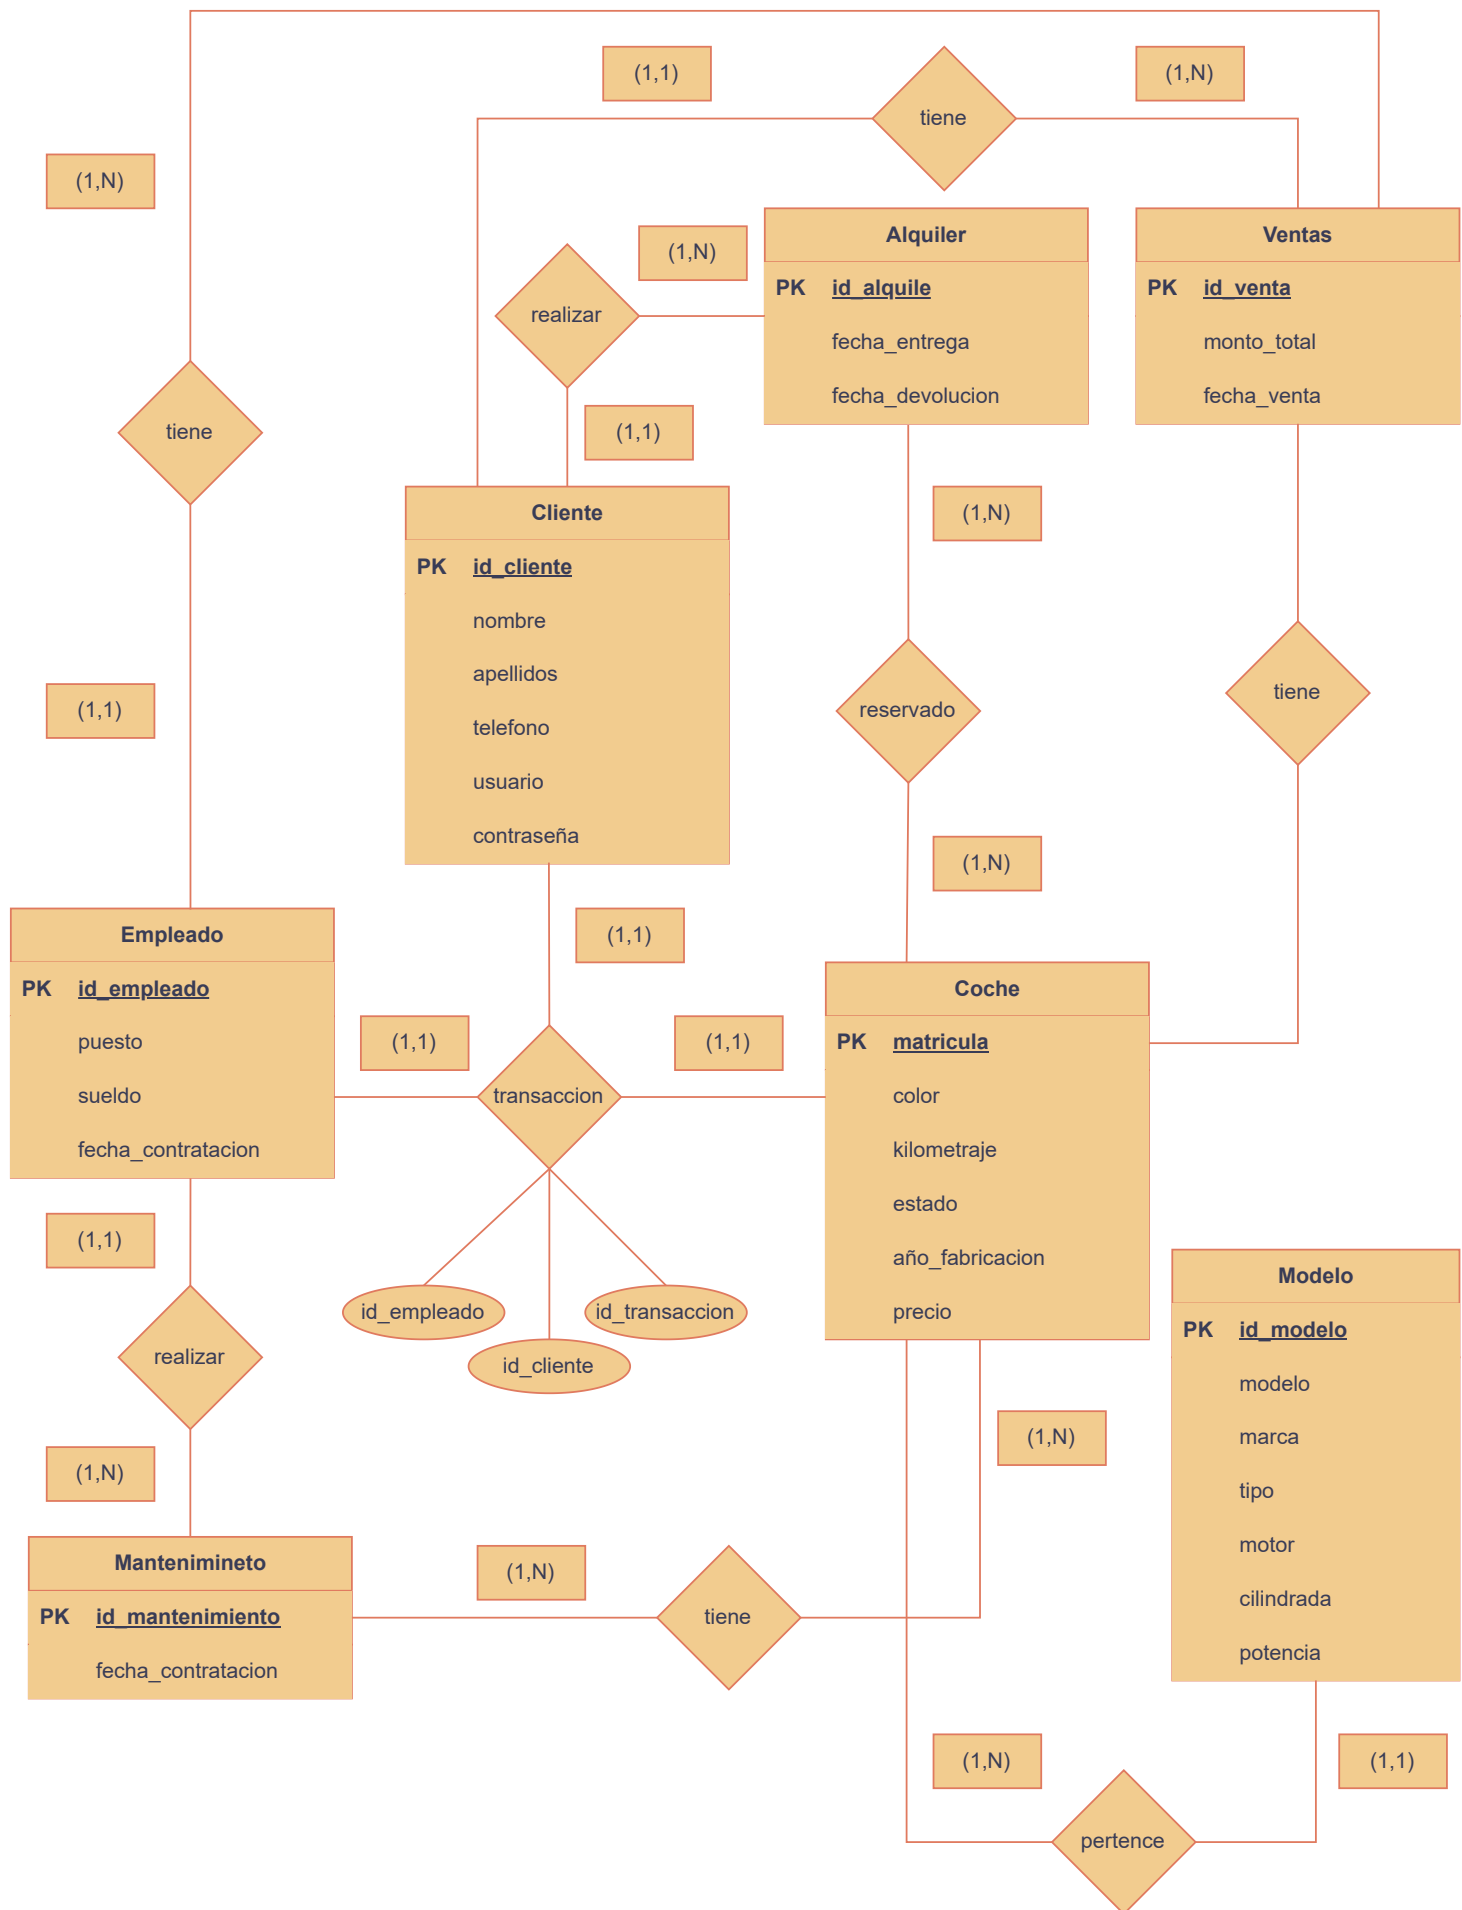 (1,1)
tiene
(1,N)
(1,N)
Alquiler
PK id_alquile
fecha_entrega
fecha_devolucion
Ventas
PK id_venta
monto_total
fecha_venta
(1,N)
realizar
(1,1)
tiene
Cliente
PK id_cliente
nombre
apellidos
telefono
usuario
contraseña
(1,N)
reservado
tiene
(1,1)
(1,N)
(1,1)
Empleado
PK id_empleado
puesto
sueldo
fecha_contratacion
(1,1)
transaccion
(1,1)
Coche
PK matricula
color
kilometraje
estado
año_fabricacion
precio
(1,1)
id_empleado
id_transaccion
id_cliente
realizar
Modelo
PK id_modelo
modelo
marca
tipo
motor
cilindrada
potencia
(1,N)
(1,N)
Mantenimineto
PK id_mantenimiento
fecha_contratacion
(1,N)
tiene
(1,N)
(1,1)
pertence